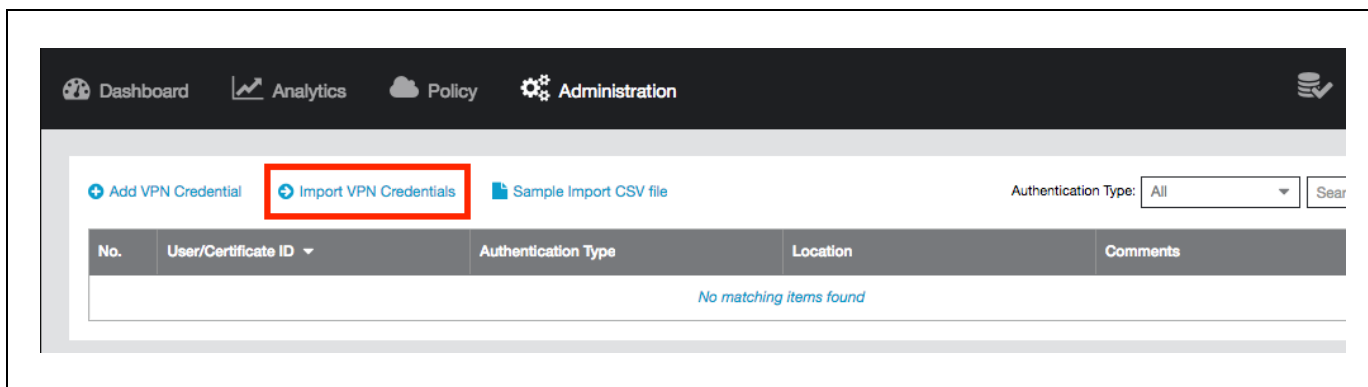 Dashboard Analytics Policy Administration
Add VPN Credential Import VPN Credentials Sample Import CSV file Authentication Type: All
No. User/Certificate ID Authentication Type Location Comments
No matching items found